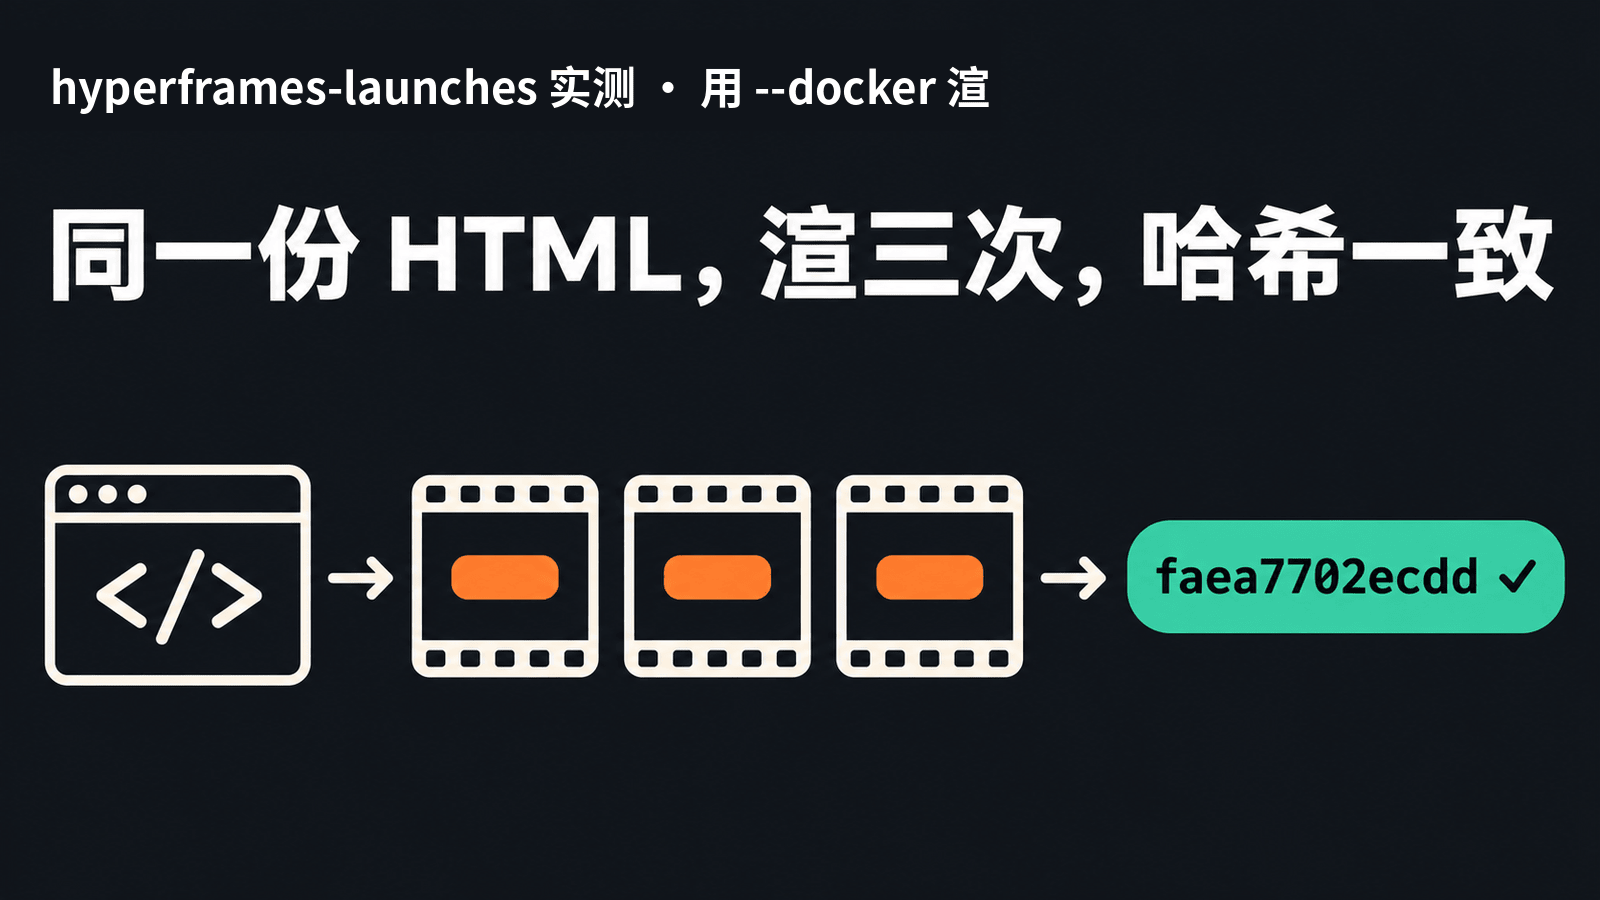 hyperframes-launches 实测 · 用 --docker 渲
同一份 HTML，渲三次，哈希一致
</>
faea7702ecdd ✓